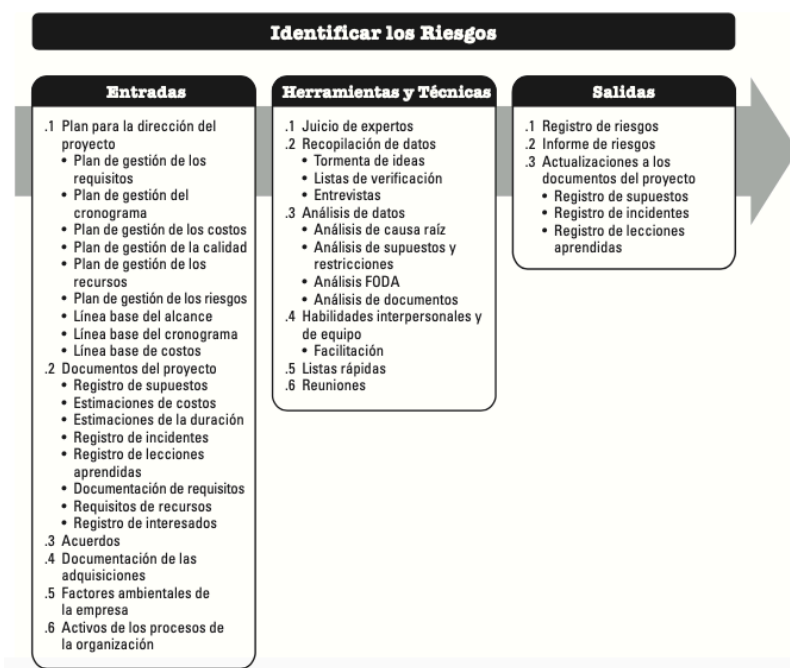 Identificar los Riesgos
Entradas
.1 Plan para la dirección del
proyecto
• Plan de gestión de los
requisitos
• Plan de gestión del
cronograma
• Plan de gestión de los costos
• Plan de gestión de la calidad
• Plan de gestión de los
recursos
• Plan de gestión de los riesgos
• Línea base del alcance
• Línea base del cronograma
• Línea base de costos
.2 Documentos del proyecto
• Registro de supuestos
• Estimaciones de costos
• Estimaciones de la duración
• Registro de incidentes
• Registro de lecciones
aprendidas
• Documentación de requisitos
• Requisitos de recursos
• Registro de interesados
.3 Acuerdos
.4 Documentación de las
adquisiciones
.5 Factores ambientales de
la empresa
.6 Activos de los procesos de
la organización
Herramientas y Técnicas
.1 Juicio de expertos
.2 Recopilación de datos
• Tormenta de ideas
• Listas de verificación
• Entrevistas
.3 Análisis de datos
• Análisis de causa raíz
• Análisis de supuestos y
restricciones
• Análisis FODA
• Análisis de documentos
.4 Habilidades interpersonales y
de equipo
• Facilitación
.5 Listas rápidas
.6 Reuniones
Salidas
.1 Registro de riesgos
.2 Informe de riesgos
.3 Actualizaciones a los
documentos del proyecto
• Registro de supuestos
• Registro de incidentes
• Registro de lecciones
aprendidas